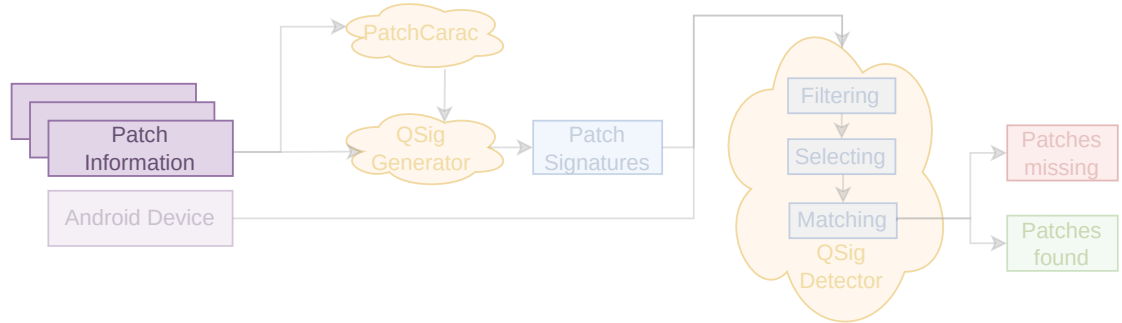 PatchCarac
Patch
Information
QSig
Generator
Patch
Signatures
Android Device
Filtering
Selecting
Matching
QSig
Detector
Patches
missing
Patches
found